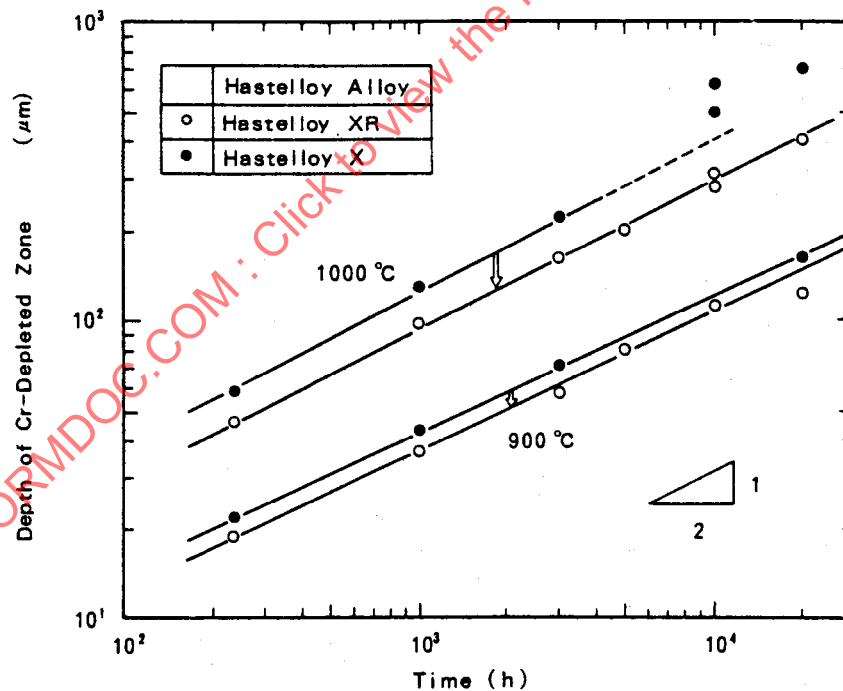 Depth of Cr-Depleted Zone (μm)
10³
10²
10¹
Hastelloy Alloy
○ Hastelloy XR
● Hastelloy X
1000 °C
900 °C
1
2
10² 10³ 10⁴
Time (h)
ORMDOC.COM : Click to view the